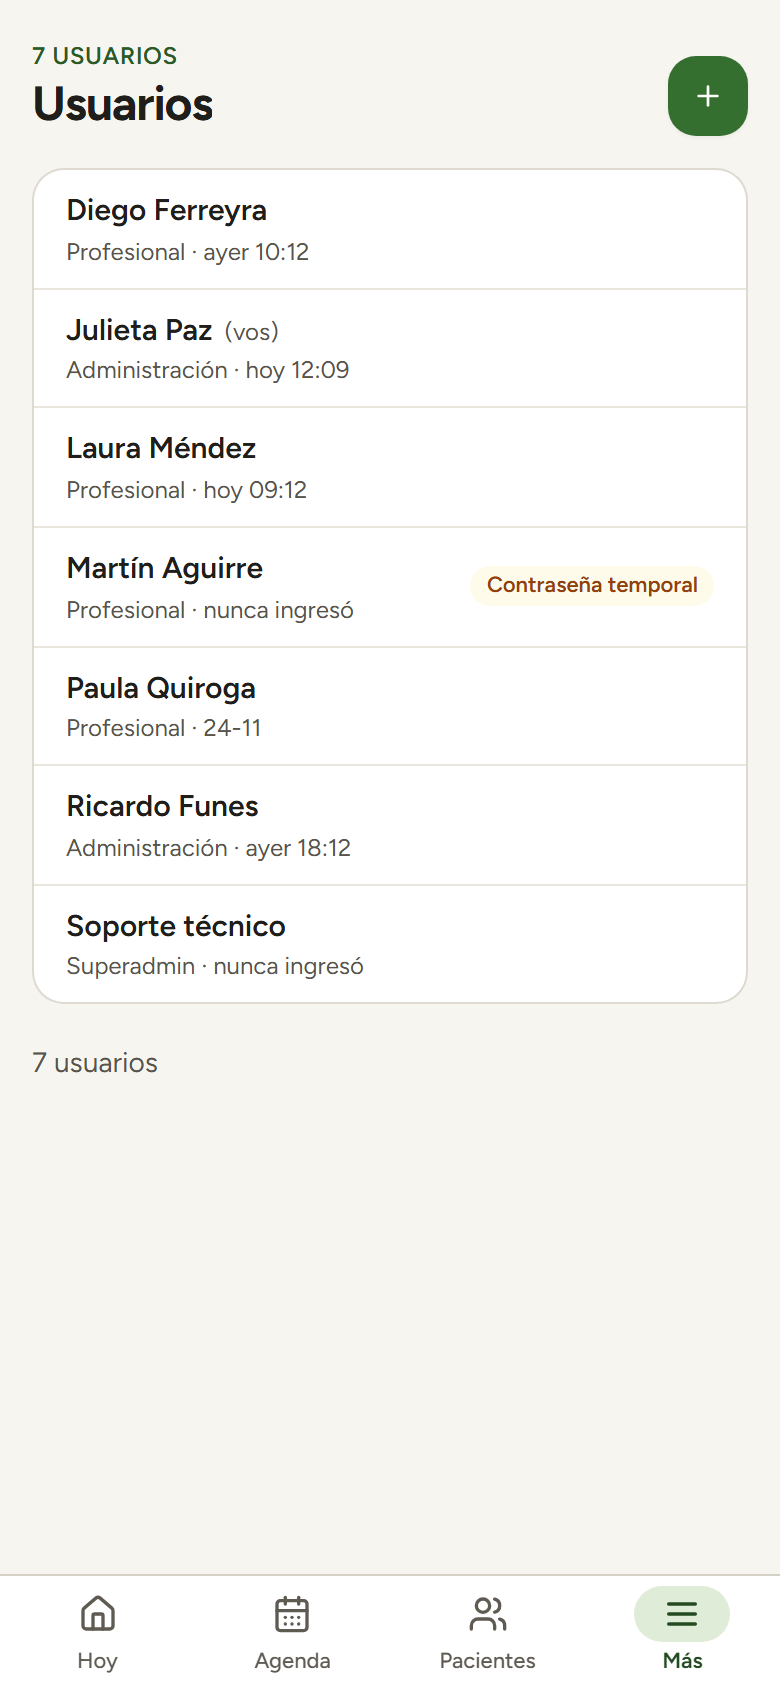 7 USUARIOS
Usuarios
Diego Ferreyra
Profesional · ayer 10:12
Julieta Paz (vos)
Administración · hoy 12:09
Laura Méndez
Profesional · hoy 09:12
Martín Aguirre
Profesional · nunca ingresó
Contraseña temporal
Paula Quiroga
Profesional · 24-11
Ricardo Funes
Administración · ayer 18:12
Soporte técnico
Superadmin · nunca ingresó
7 usuarios
Hoy
Agenda
Pacientes
Más